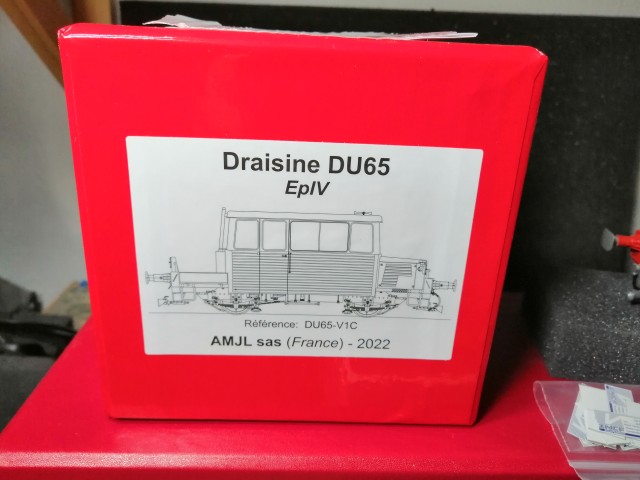 Draisine DU65
EpIV
Référence: DU65-V1C
AMJL sas (France) - 2022